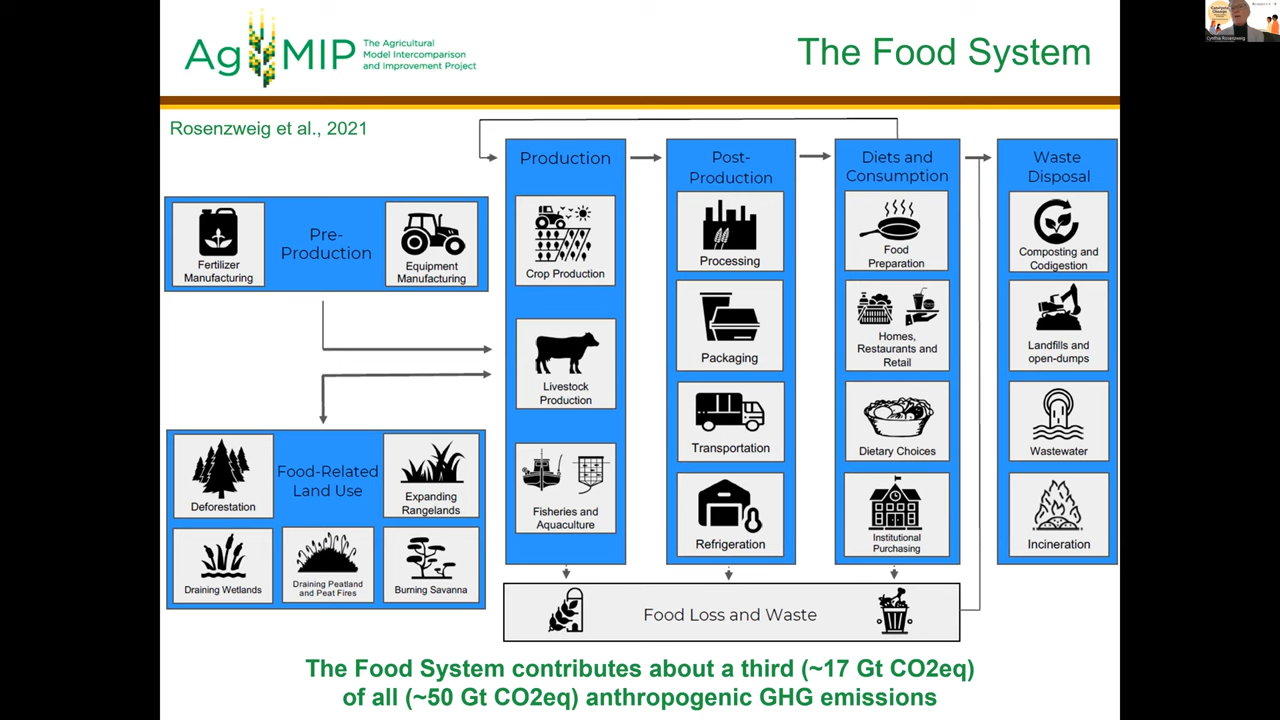 AgMIP
The Agricultural
Model Intercomparison
and Improvement Project
The Food System
Cynthia Rosenzweig
Rosenzweig et al., 2021
Pre-
Production
Fertilizer
Manufacturing
Equipment
Manufacturing
Food-Related
Land Use
Deforestation
Expanding
Rangelands
Draining Wetlands
Draining Peatland
and Peat Fires
Burning Savanna
Production
Crop Production
Livestock
Production
Fisheries and
Aquaculture
Post-
Production
Processing
Packaging
Transportation
Refrigeration
Diets and
Consumption
Food
Preparation
Homes,
Restaurants and
Retail
Dietary Choices
Institutional
Purchasing
Waste
Disposal
Composting and
Codigestion
Landfills and
open-dumps
Wastewater
Incineration
Food Loss and Waste
The Food System contributes about a third (~17 Gt CO2eq)
of all (~50 Gt CO2eq) anthropogenic GHG emissions